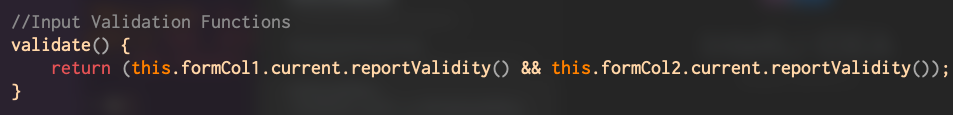 //Input Validation Functions
validate() {
    return (this.formCol1.current.reportValidity() && this.formCol2.current.reportValidity());
}